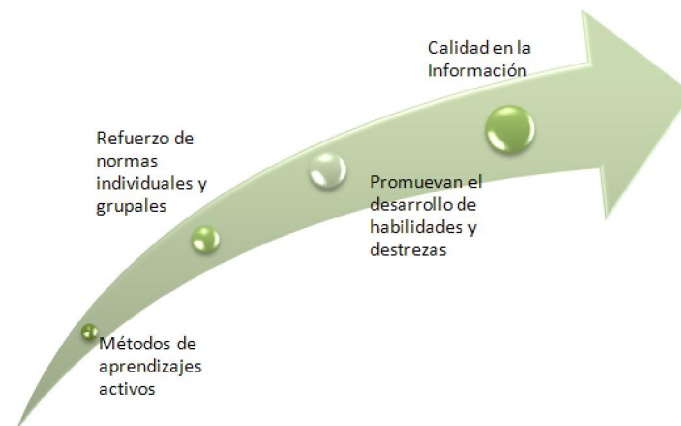 Calidad en la
Información
Refuerzo de
normas
individuales y
grupales
Promuevan el
desarrollo de
habilidades y
destrezas
Métodos de
aprendizajes
activos